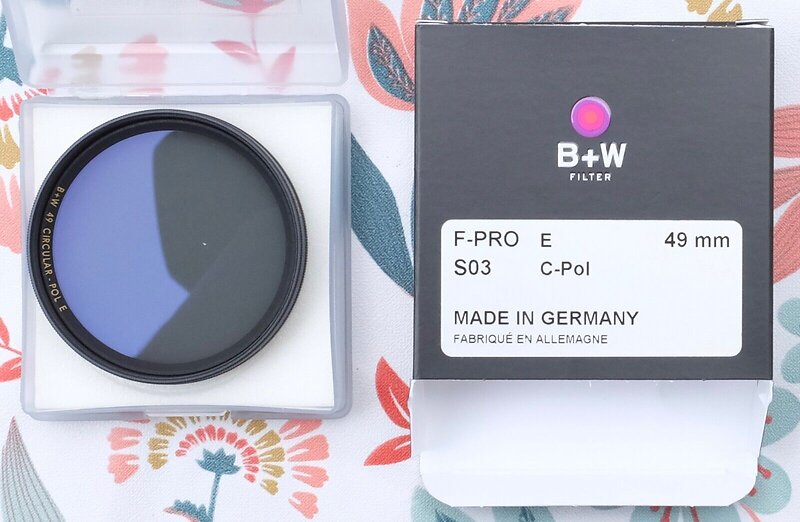 B+W 49 CIRCULAR-POL E
B+W
FILTER
F-PRO E 49 mm
S03 C-Pol
MADE IN GERMANY
FABRIQUÉ EN ALLEMAGNE